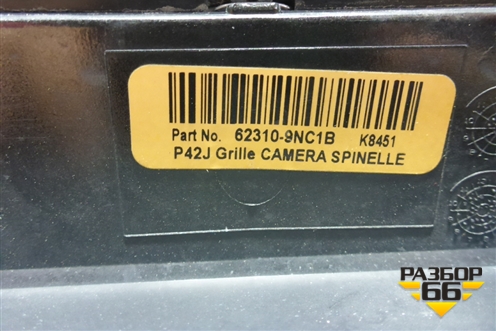 Part No. 62310-9NC1B K8451
P42J Grille CAMERA SPINELLE
РАЗБОР
66